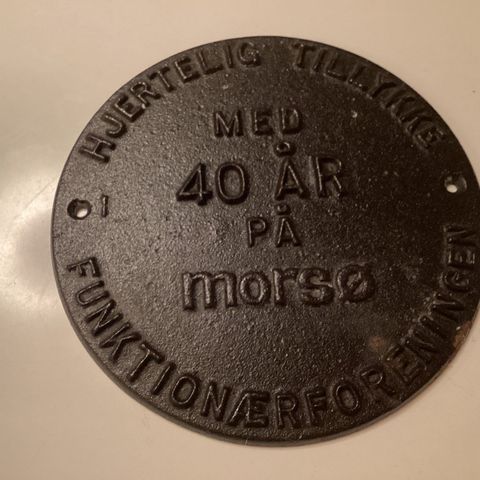 HJERTELIG TILLYKKE
MED
40 ÅR
PÅ
morsø
FUNKTIONÆRFORENINGEN